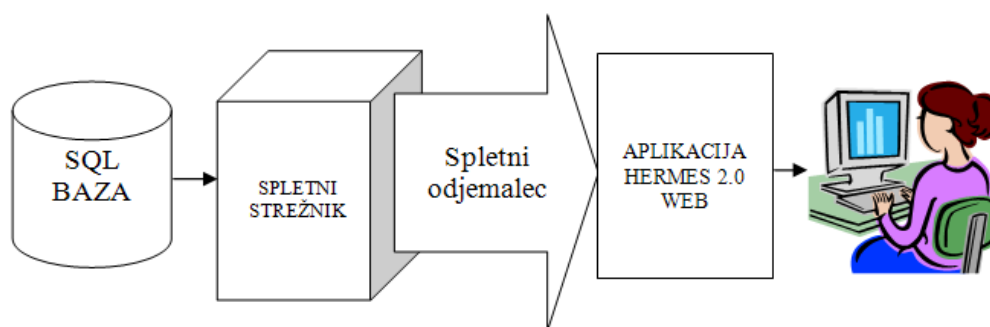 SQL
BAZA
SPLETNI
STREŽNIK
Spletni
odjemalec
APLIKACIJA
HERMES 2.0
WEB